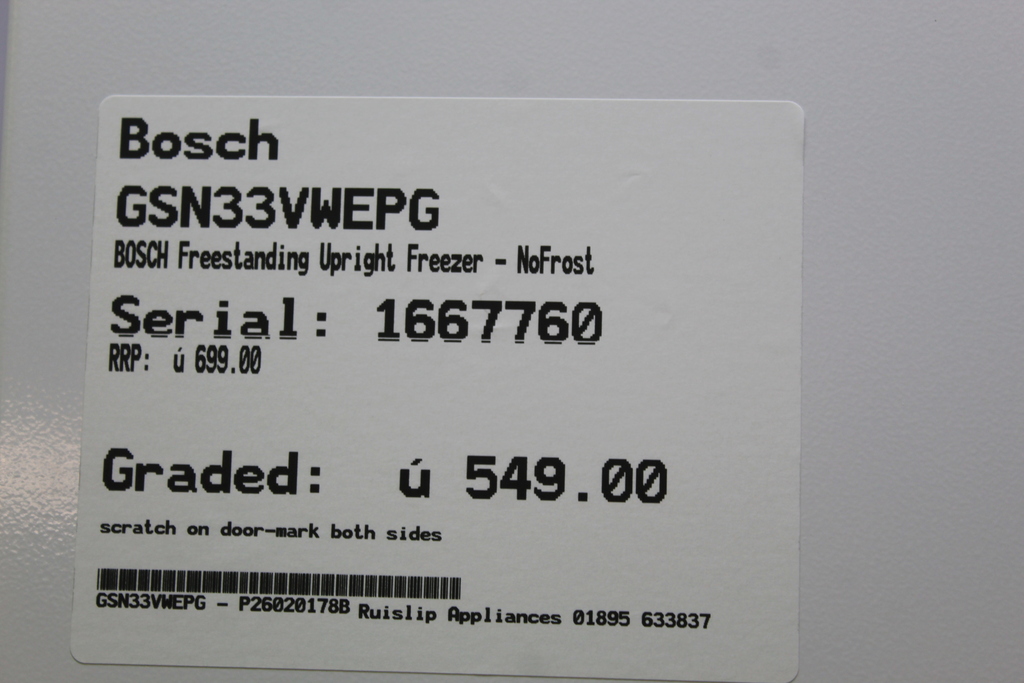 Bosch
GSN33VWEPG
BOSCH Freestanding Upright Freezer - NoFrost
Serial: 1667760
RRP: ú 699.00
Graded: ú 549.00
scratch on door-mark both sides
GSN33VWEPG - P26020178B Ruislip Appliances 01895 633837